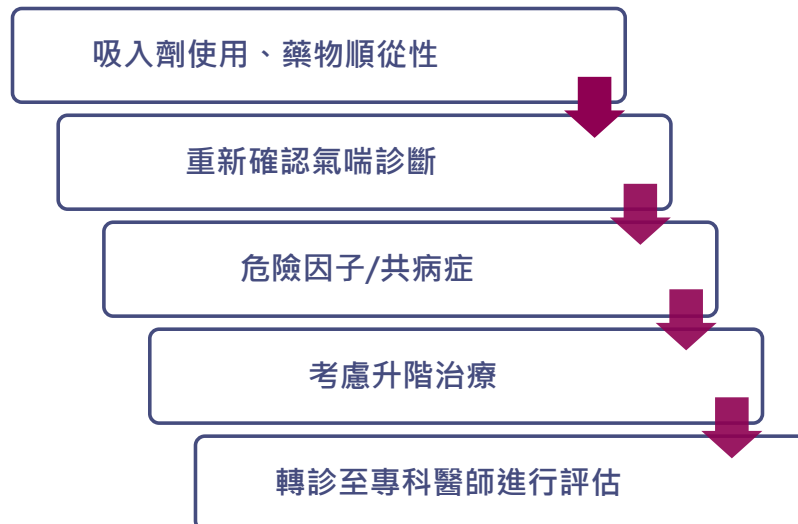 吸入劑使用、藥物順從性
重新確認氣喘診斷
危險因子/共病症
考慮升階治療
轉診至專科醫師進行評估